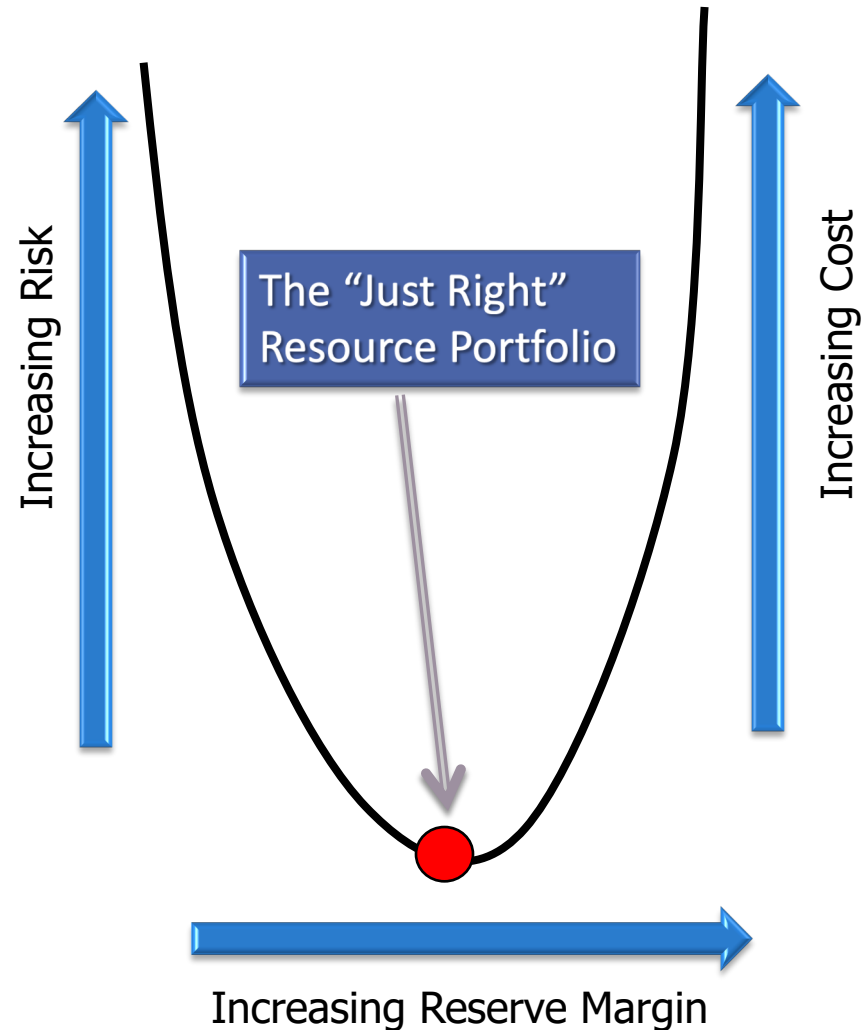 Increasing Risk
The “Just Right”
Resource Portfolio
Increasing Cost
Increasing Reserve Margin